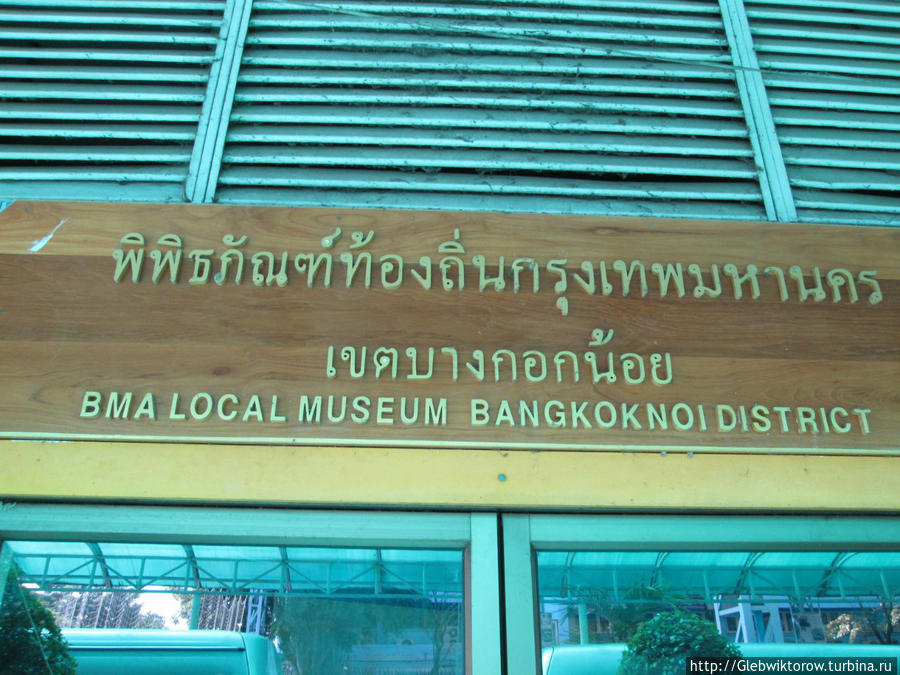 พิพิธภัณฑ์ท้องถิ่นกรุงเทพมหานคร
เขตบางกอกน้อย
BMA LOCAL MUSEUM BANGKOKNOI DISTRICT
http://Glebwiktorow.turbina.ru/